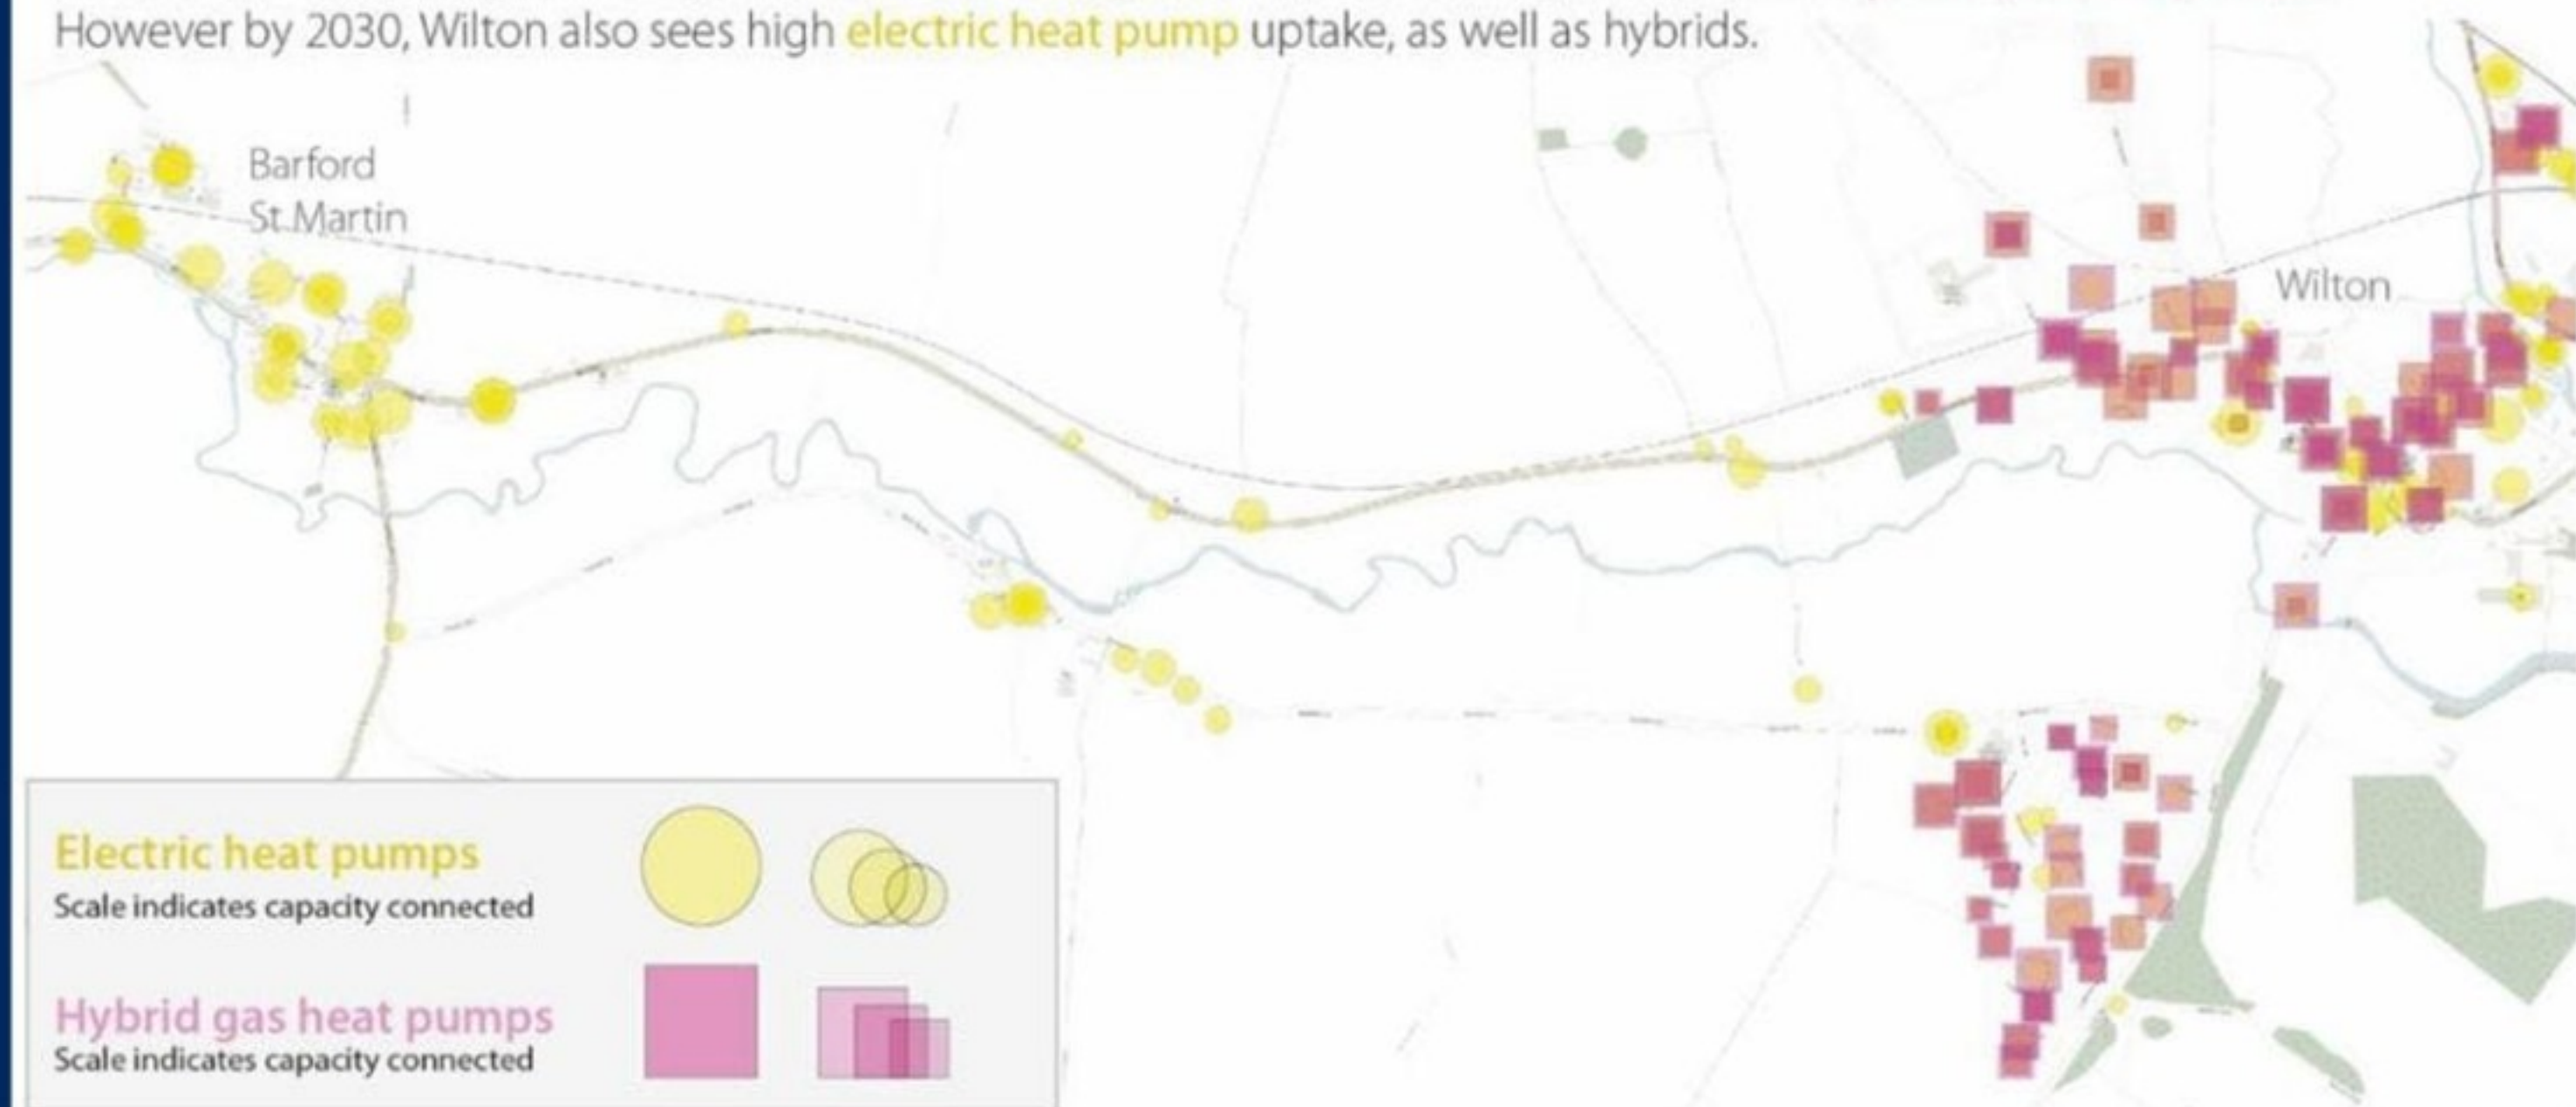 However by 2030, Wilton also sees high electric heat pump uptake, as well as hybrids.
Barford
St.Martin
Wilton
Electric heat pumps
Scale indicates capacity connected
Hybrid gas heat pumps
Scale indicates capacity connected